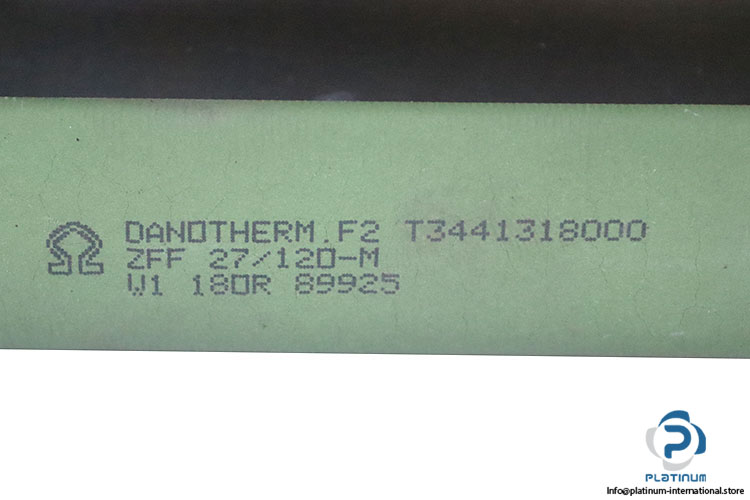 DANOTHERM.F2 T3441318000
ZFF 27/120-M
W1 180R 89925
PLATINUM
Info@platinum-international.store